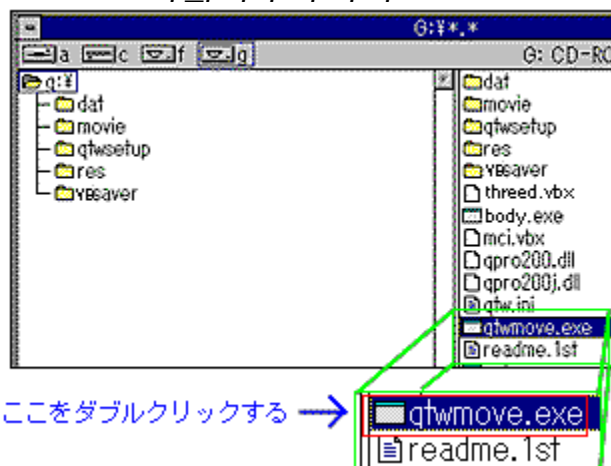 G:¥*.*
a c f g G: CD-RO
g:¥
dat
movie
qtwsetup
res
vbsaver
dat
movie
qtwsetup
res
vbsaver
threed.vbx
body.exe
mci.vbx
qpro200.dll
qpro200j.dll
qtw.ini
qtwmove.exe
readme.1st
ここをダブルクリックする
qtwmove.exe
readme.1st